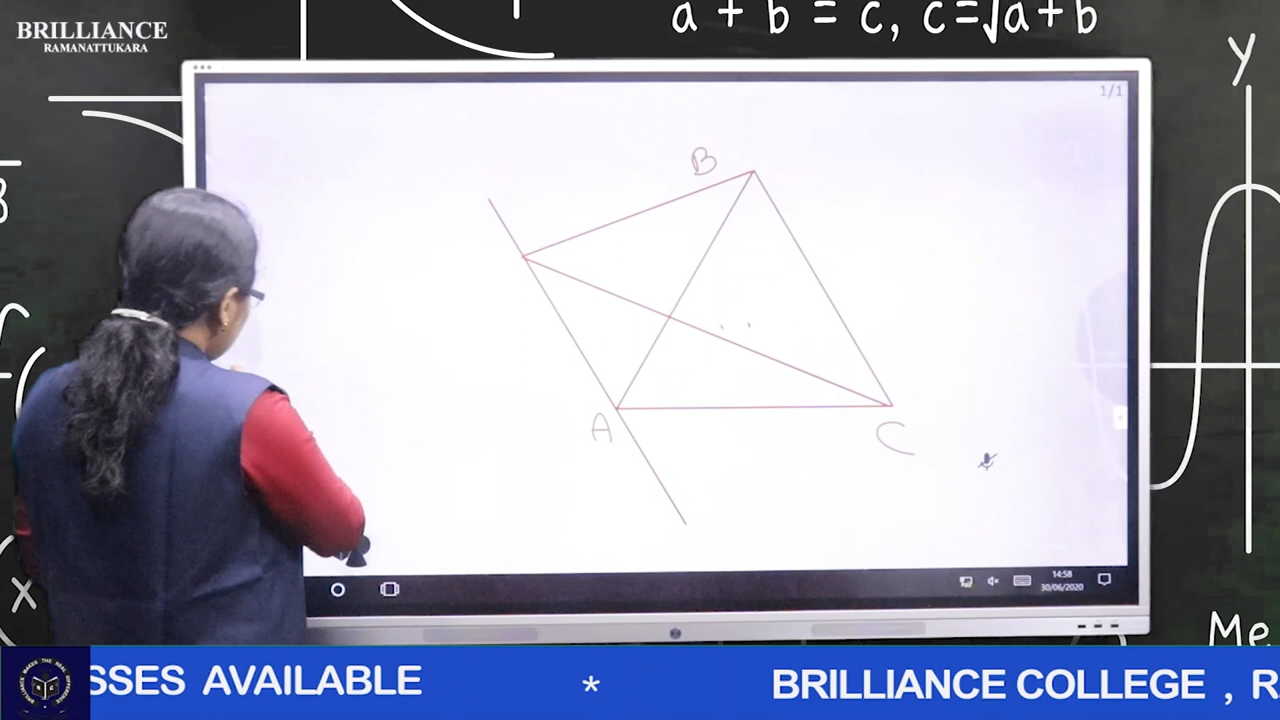 BRILLIANCE
RAMANATTUKARA
a + b = c, c=√a+b
y
1/1
B
A
C
x
14:58
30/06/2020
Me
SSES AVAILABLE * BRILLIANCE COLLEGE , R